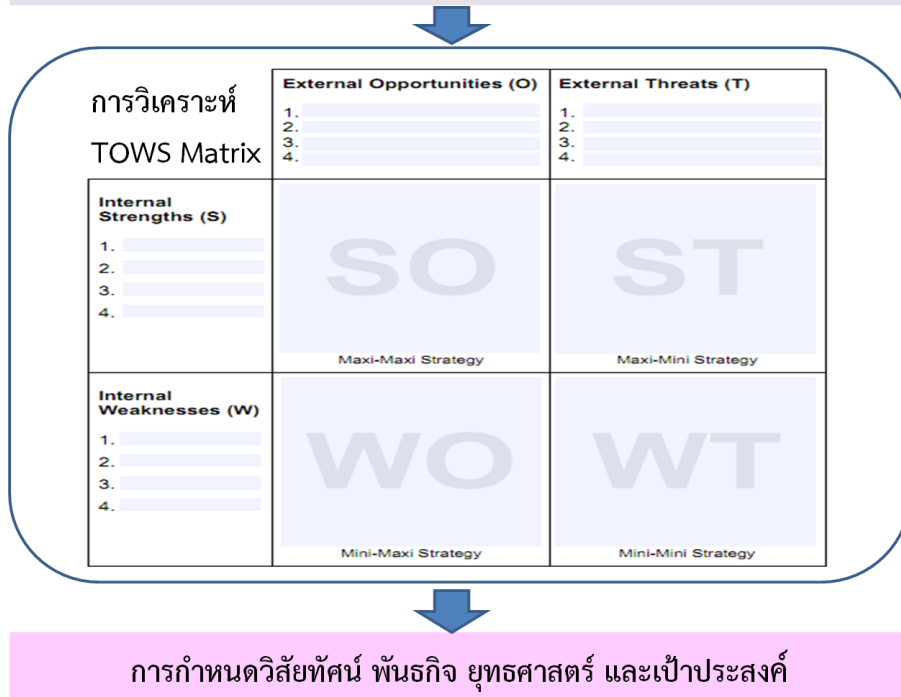 การวิเคราะห์
TOWS Matrix
External Opportunities (O)
1.
2.
3.
4.
External Threats (T)
1.
2.
3.
4.
Internal
Strengths (S)
1.
2.
3.
4.
SO
Maxi-Maxi Strategy
ST
Maxi-Mini Strategy
Internal
Weaknesses (W)
1.
2.
3.
4.
WO
Mini-Maxi Strategy
WT
Mini-Mini Strategy
การกำหนดวิสัยทัศน์ พันธกิจ ยุทธศาสตร์ และเป้าประสงค์